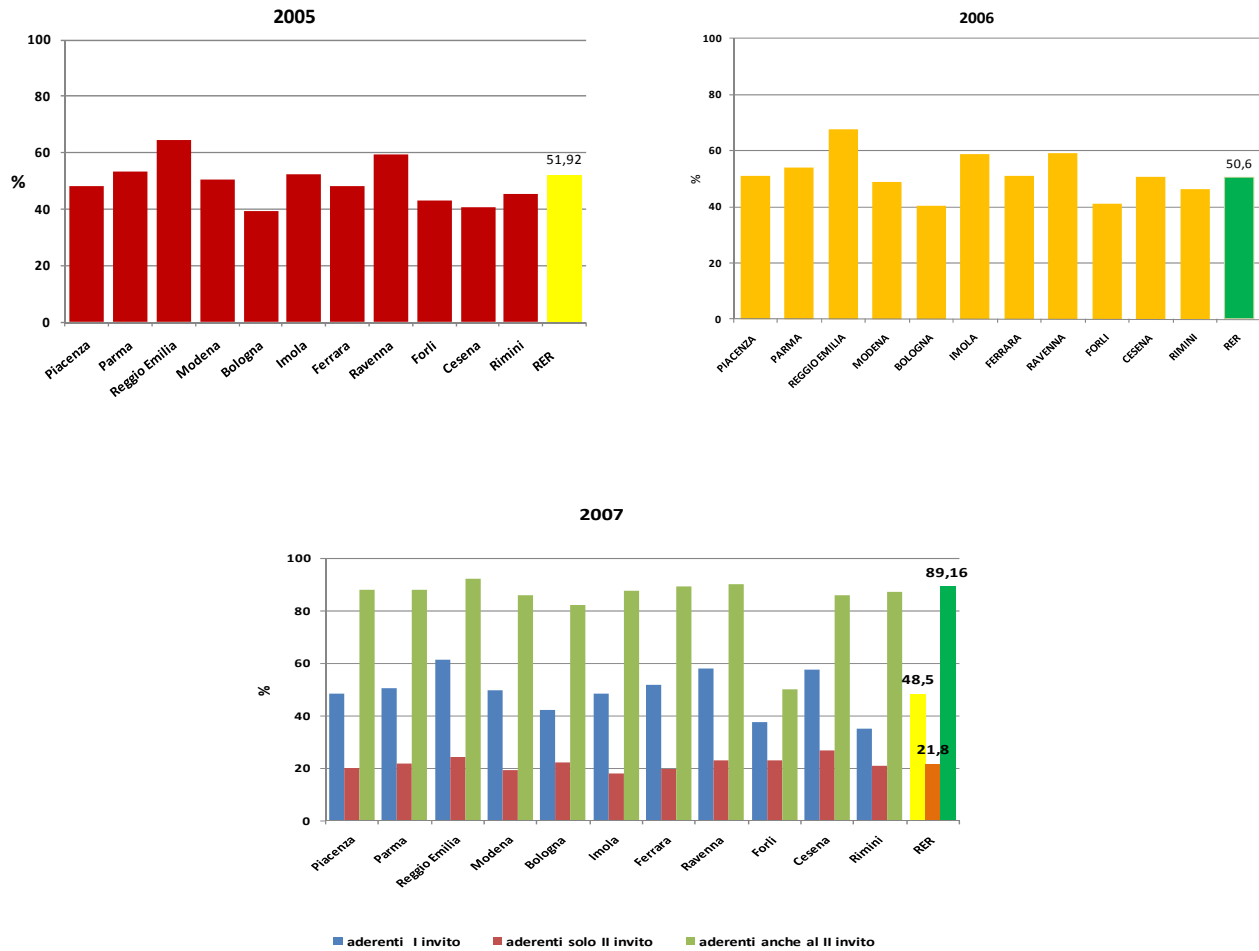 2005
100
80
60
40
20
0
%
51,92
Piacenza
Parma
Reggio Emilia
Modena
Bologna
Imola
Ferrara
Ravenna
Forli
Cesena
Rimini
RER
2006
100
80
60
40
20
0
%
50,6
PIACENZA
PARMA
REGGIO EMILIA
MODENA
BOLOGNA
IMOLA
FERRARA
RAVENNA
FORLI
CESENA
RIMINI
RER
2007
100
80
60
40
20
0
%
89,16
48,5
21,8
Piacenza
Parma
Reggio Emilia
Modena
Bologna
Imola
Ferrara
Ravenna
Forli
Cesena
Rimini
RER
aderenti I invito
aderenti solo II invito
aderenti anche al II invito